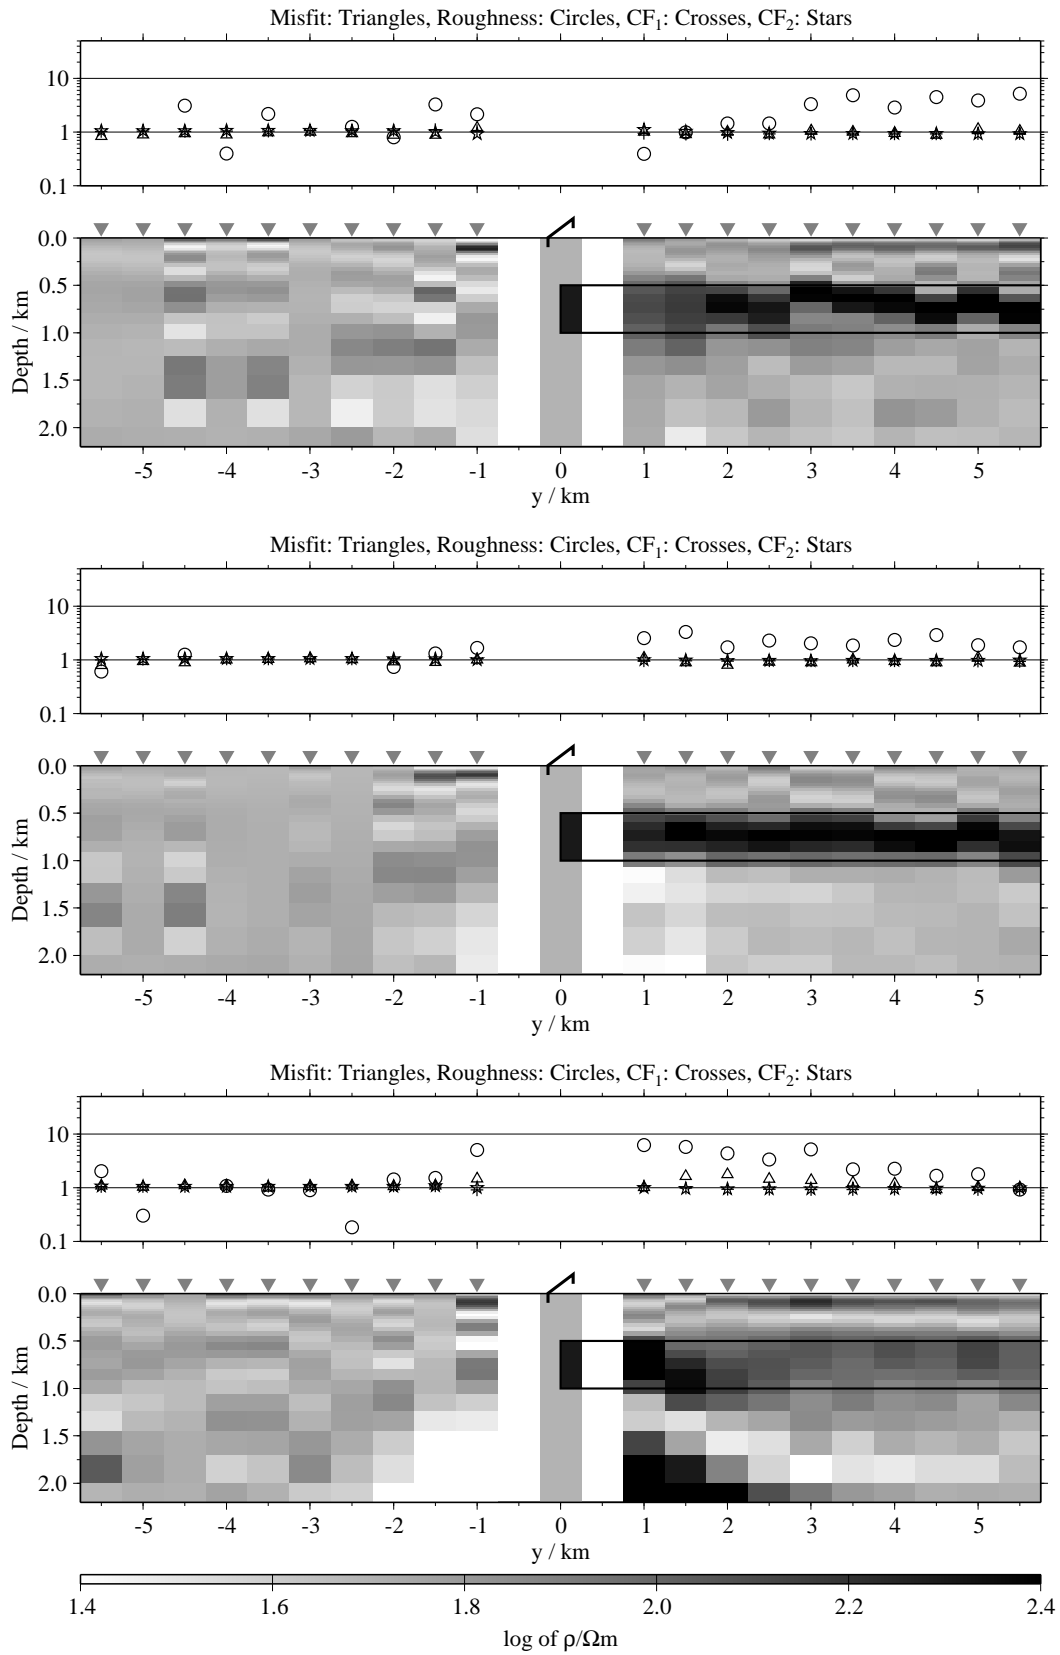 Misfit: Triangles, Roughness: Circles, CF₁: Crosses, CF₂: Stars
10
1
0.1
0.0
0.5
1.0
1.5
2.0
Depth / km
-5 -4 -3 -2 -1 0 1 2 3 4 5
y / km
Misfit: Triangles, Roughness: Circles, CF₁: Crosses, CF₂: Stars
10
1
0.1
0.0
0.5
1.0
1.5
2.0
Depth / km
-5 -4 -3 -2 -1 0 1 2 3 4 5
y / km
Misfit: Triangles, Roughness: Circles, CF₁: Crosses, CF₂: Stars
10
1
0.1
0.0
0.5
1.0
1.5
2.0
Depth / km
-5 -4 -3 -2 -1 0 1 2 3 4 5
y / km
1.4 1.6 1.8 2.0 2.2 2.4
log of ρ/Ωm